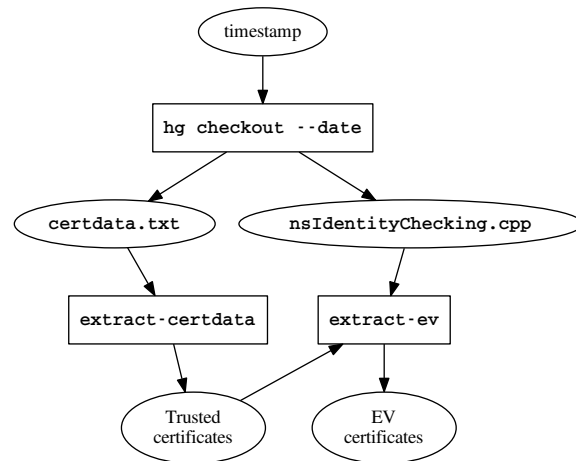 timestamp
hg checkout --date
certdata.txt
nsIdentityChecking.cpp
extract-certdata
extract-ev
Trusted
certificates
EV
certificates